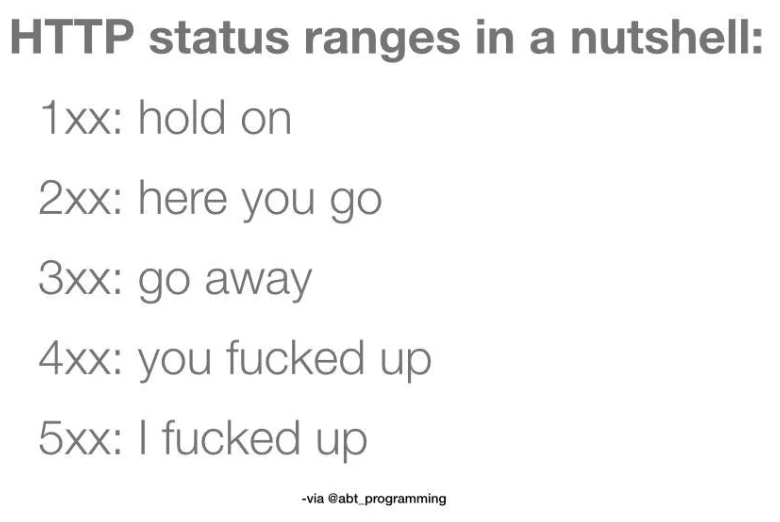 HTTP status ranges in a nutshell:
1xx: hold on
2xx: here you go
3xx: go away
4xx: you fucked up
5xx: I fucked up
-via @abt_programming